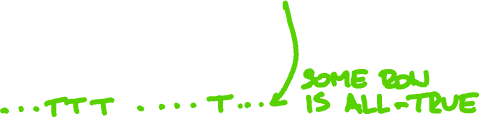 SOME ROW
IS ALL-TRUE
...TTT ....T...